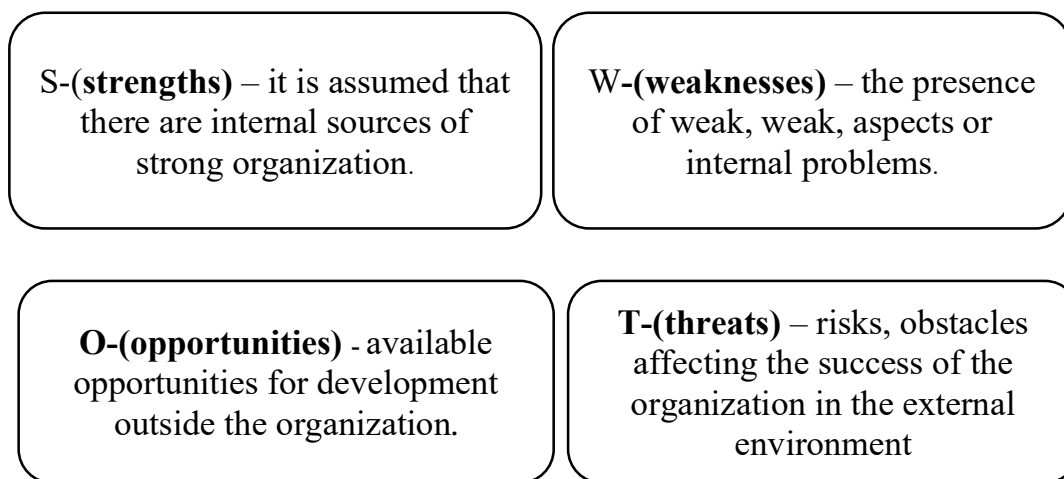 S-(strengths) – it is assumed that
there are internal sources of
strong organization.
W-(weaknesses) – the presence
of weak, weak, aspects or
internal problems.
O-(opportunities) - available
opportunities for development
outside the organization.
T-(threats) – risks, obstacles
affecting the success of the
organization in the external
environment